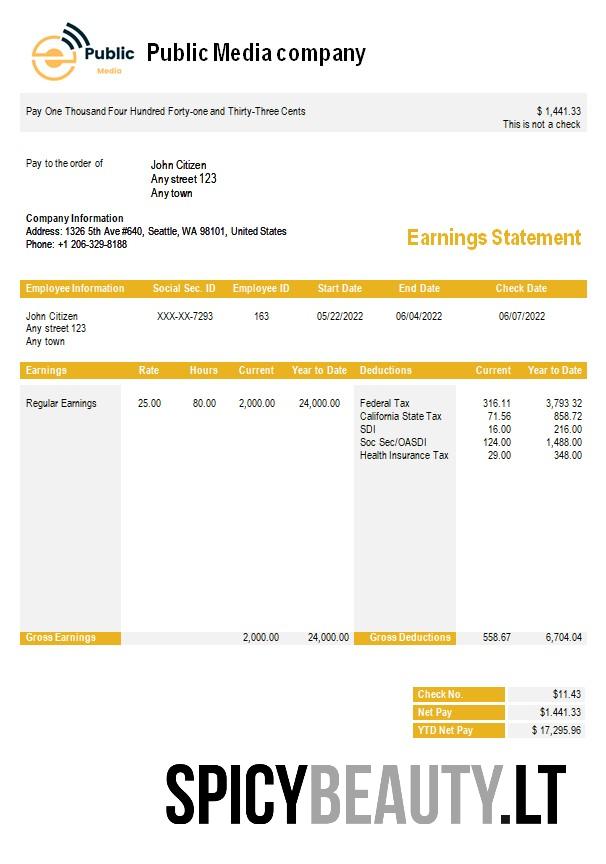 Public
Media
Public Media company
Pay One Thousand Four Hundred Forty-one and Thirty-Three Cents $ 1,441.33
This is not a check
Pay to the order of John Citizen
Any street 123
Any town
Company Information
Address: 1326 5th Ave #640, Seattle, WA 98101, United States
Phone: +1 206-329-8188
Earnings Statement
Employee Information Social Sec. ID Employee ID Start Date End Date Check Date
John Citizen XXX-XX-7293 163 05/22/2022 06/04/2022 06/07/2022
Any street 123
Any town
Earnings Rate Hours Current Year to Date Deductions Current Year to Date
Regular Earnings 25.00 80.00 2,000.00 24,000.00 Federal Tax 316.11 3,793 32
California State Tax 71.56 858.72
SDI 16.00 216.00
Soc Sec/OASDI 124.00 1,488.00
Health Insurance Tax 29.00 348.00
Gross Earnings 2,000.00 24,000.00 Gross Deductions 558.67 6,704.04
Check No. $11.43
Net Pay $1.441.33
YTD Net Pay $ 17,295.96
SPICYBEAUTY.LT